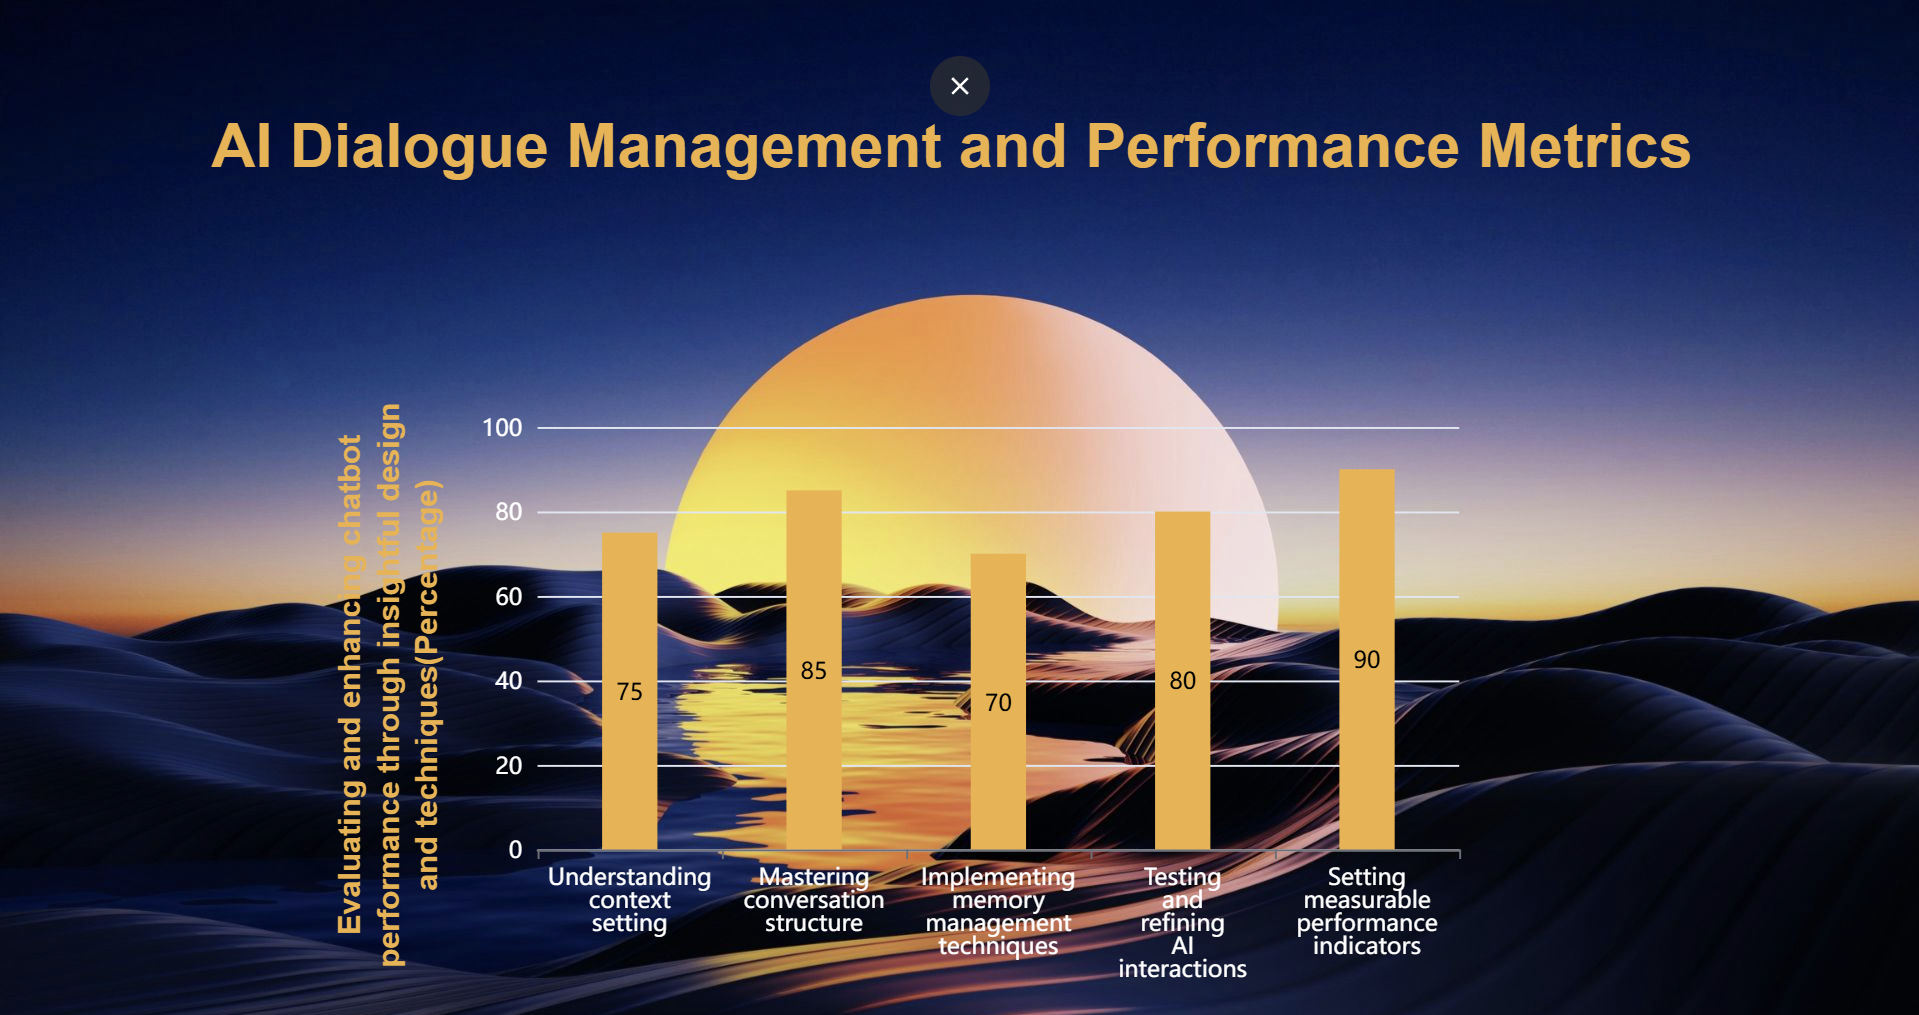 AI Dialogue Management and Performance Metrics
Evaluating and enhancing chatbot
performance through insightful design
and techniques(Percentage)
100
80
60
40
20
0
75
85
70
80
90
Understanding
context
setting
Mastering
conversation
structure
Implementing
memory
management
techniques
Testing
and
refining
AI
interactions
Setting
measurable
performance
indicators